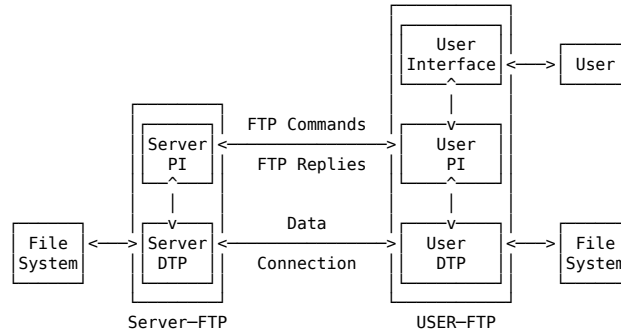 User
Interface
User
FTP Commands
Server
PI
User
PI
FTP Replies
File
System
Server
DTP
Data
Connection
User
DTP
File
System
Server-FTP
USER-FTP